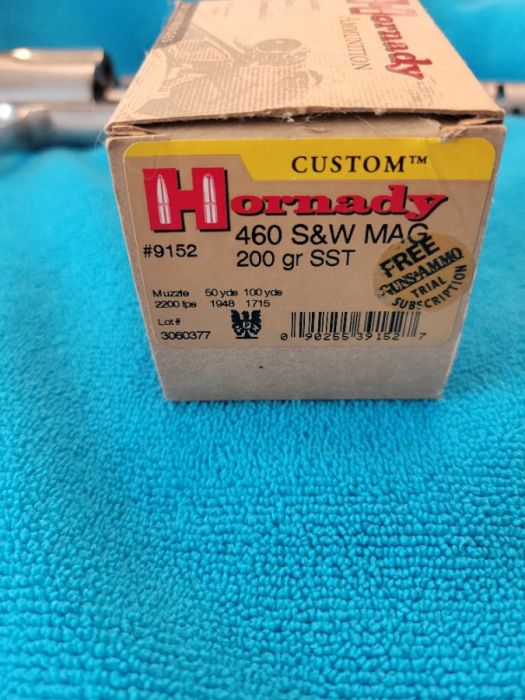 Hornady
AMMUNITION
CUSTOM™
Hornady
460 S&W MAG
#9152
200 gr SST
FREE
GUNS&AMMO
TRIAL
SUBSCRIPTION
Muzzle 50 yds 100 yds
2200 fps 1948 1715
Lot #
3060377
0 90255 39152 7